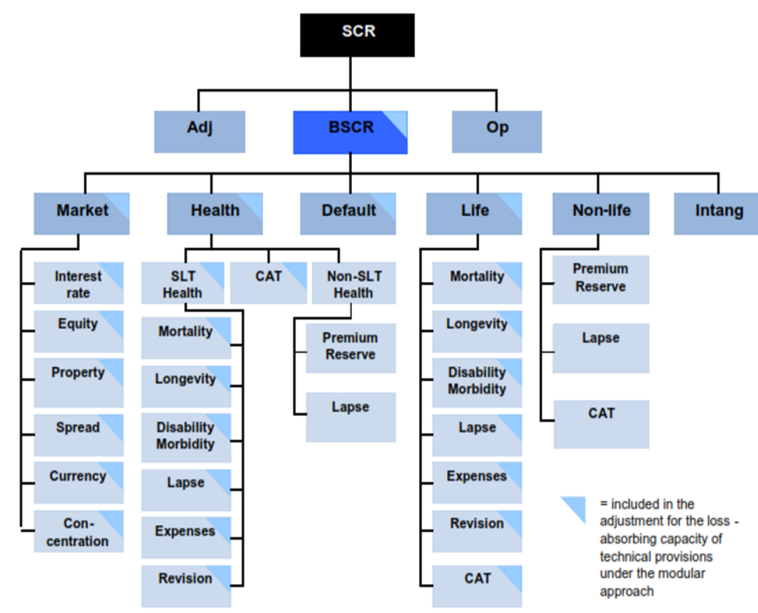 SCR
Adj
BSCR
Op
Market
Health
Default
Life
Non-life
Intang
Interest
rate
Equity
Property
Spread
Currency
Con-
centration
SLT
Health
CAT
Non-SLT
Health
Mortality
Longevity
Disability
Morbidity
Lapse
Expenses
Revision
Premium
Reserve
Lapse
Mortality
Longevity
Disability
Morbidity
Lapse
Expenses
Revision
CAT
Premium
Reserve
Lapse
CAT
= included in the
adjustment for the loss -
absorbing capacity of
technical provisions
under the modular
approach